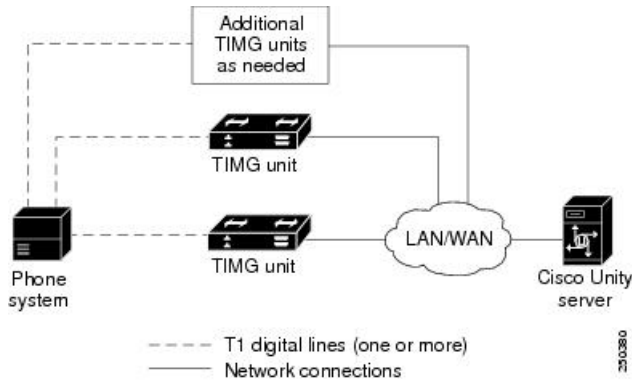 Additional
TIMG units
as needed
TIMG unit
TIMG unit
LAN/WAN
Phone
system
Cisco Unity
server
T1 digital lines (one or more)
Network connections
250380